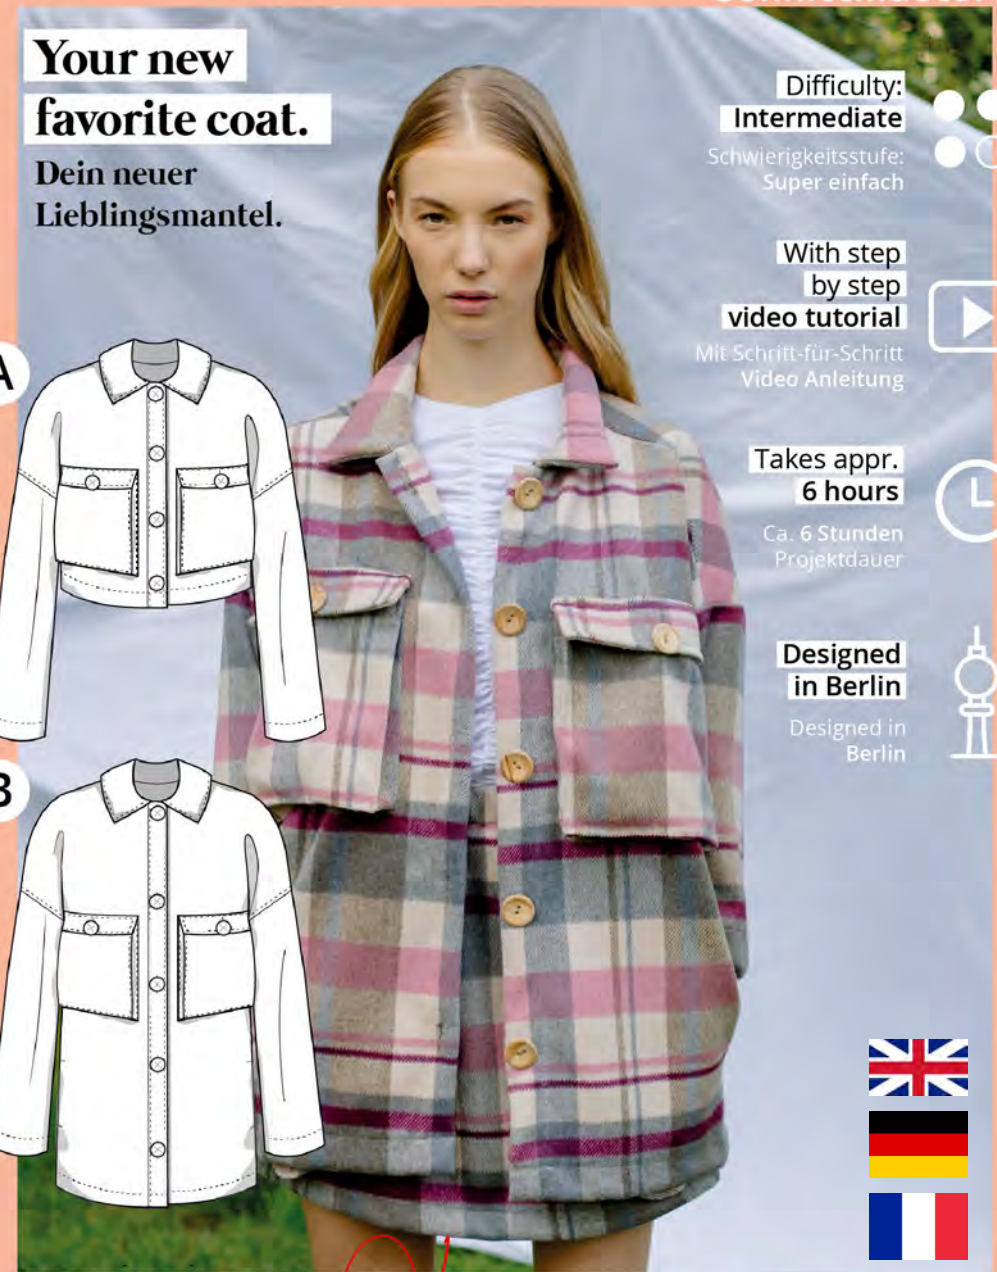 Your new
favorite coat.
Dein neuer
Lieblingsmantel.
Difficulty:
Intermediate
Schwierigkeitsstufe:
Super einfach
With step
by step
video tutorial
Mit Schritt-für-Schritt
Video Anleitung
Takes appr.
6 hours
Ca. 6 Stunden
Projektdauer
Designed
in Berlin
Designed in
Berlin
A
B